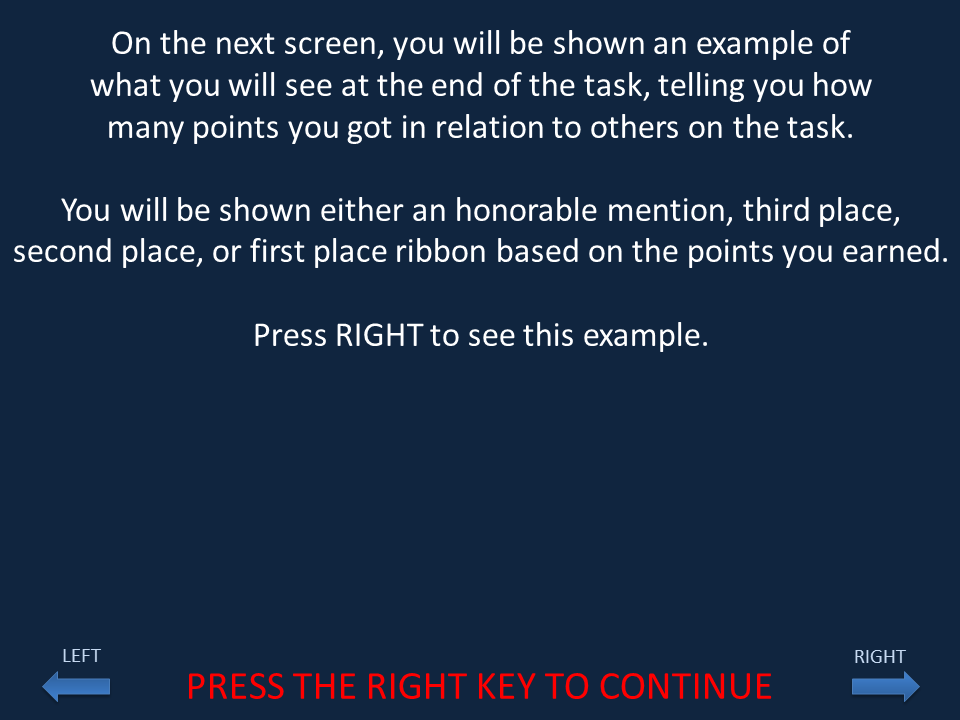 On the next screen, you will be shown an example of
what you will see at the end of the task, telling you how
many points you got in relation to others on the task.
You will be shown either an honorable mention, third place,
second place, or first place ribbon based on the points you earned.
Press RIGHT to see this example.
LEFT
RIGHT
PRESS THE RIGHT KEY TO CONTINUE